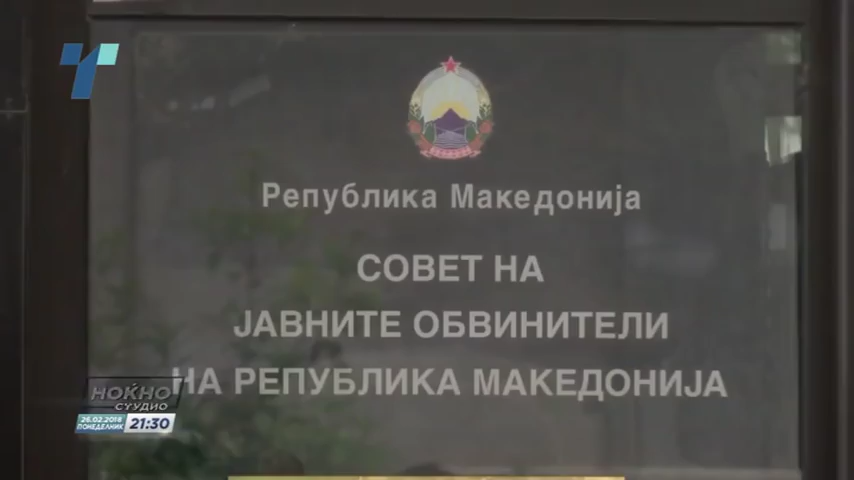 Република Македонија
СОВЕТ НА
ЈАВНИТЕ ОБВИНИТЕЛИ
НА РЕПУБЛИКА МАКЕДОНИЈА
НОЌНО
СТУДИО
26.02.2018
ПОНЕДЕЛНИК
21:30